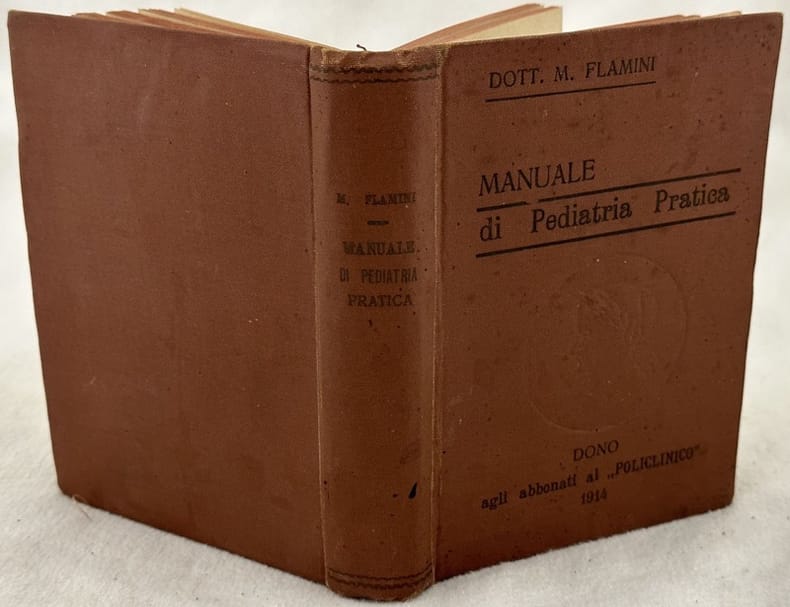 M. FLAMINI
MANUALE
DI PEDIATRIA
PRATICA
DOTT. M. FLAMINI
MANUALE
di Pediatria Pratica
DONO
agli abbonati al „POLICLINICO"
1914